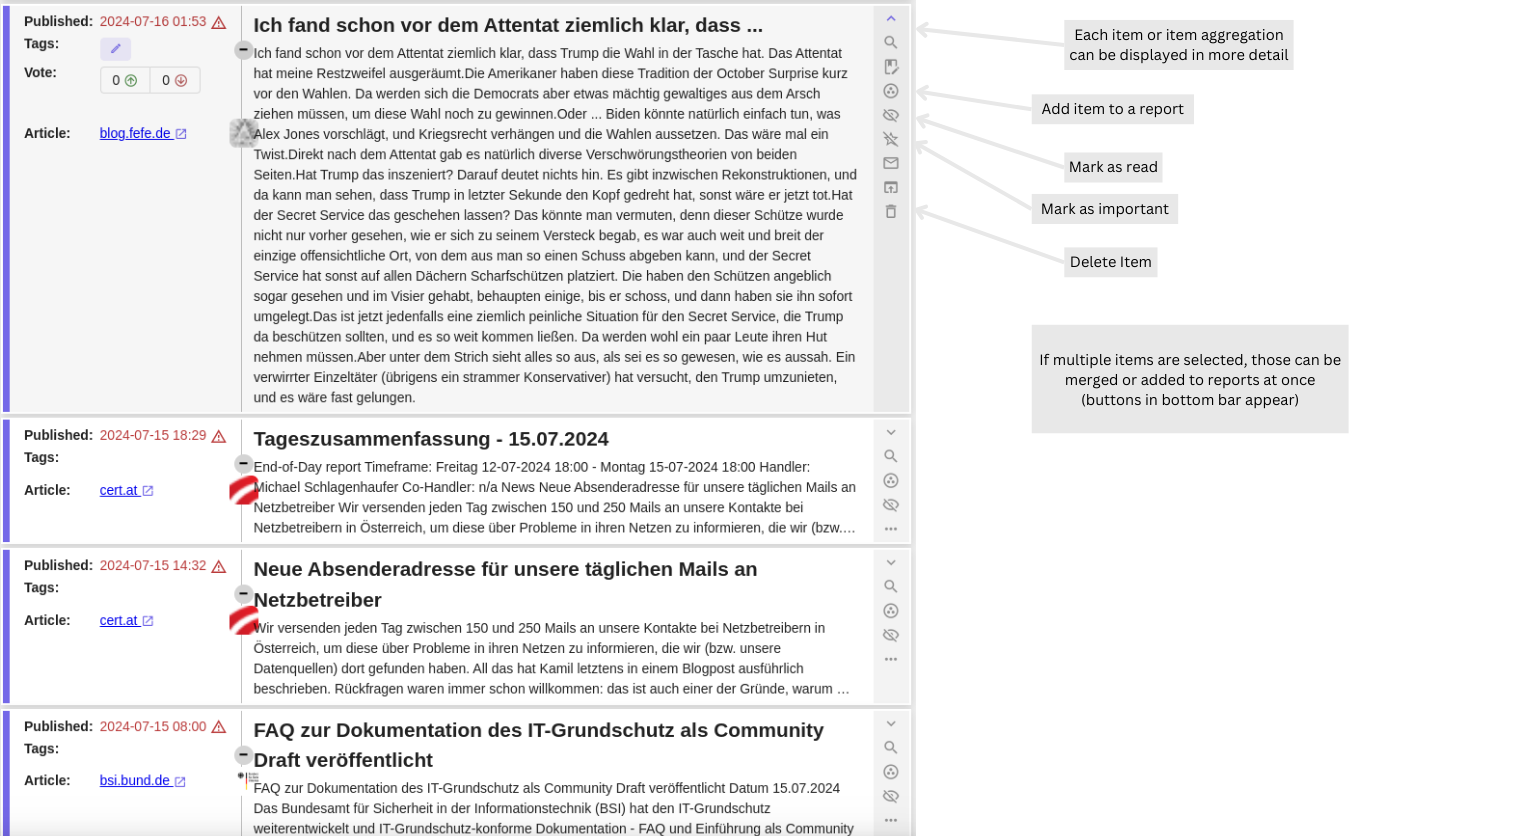 Published: 2024-07-16 01:53
Tags:
Vote:
0 0
Article: blog.fefe.de
Ich fand schon vor dem Attentat ziemlich klar, dass ...
Ich fand schon vor dem Attentat ziemlich klar, dass Trump die Wahl in der Tasche hat. Das Attentat
hat meine Restzweifel ausgeräumt.Die Amerikaner haben diese Tradition der October Surprise kurz
vor den Wahlen. Da werden sich die Democrats aber etwas mächtig gewaltiges aus dem Arsch
ziehen müssen, um diese Wahl noch zu gewinnen.Oder ... Biden könnte natürlich einfach tun, was
Alex Jones vorschlägt, und Kriegsrecht verhängen und die Wahlen aussetzen. Das wäre mal ein
Twist.Direkt nach dem Attentat gab es natürlich diverse Verschwörungstheorien von beiden
Seiten.Hat Trump das inszeniert? Darauf deutet nichts hin. Es gibt inzwischen Rekonstruktionen, und
da kann man sehen, dass Trump in letzter Sekunde den Kopf gedreht hat, sonst wäre er jetzt tot.Hat
der Secret Service das geschehen lassen? Das könnte man vermuten, denn dieser Schütze wurde
nicht nur vorher gesehen, wie er sich zu seinem Versteck begab, es war auch weit und breit der
einzige offensichtliche Ort, von dem aus man so einen Schuss abgeben kann, und der Secret
Service hat sonst auf allen Dächern Scharfschützen platziert. Die haben den Schützen angeblich
sogar gesehen und im Visier gehabt, behaupten einige, bis er schoss, und dann haben sie ihn sofort
umgelegt.Das ist jetzt jedenfalls eine ziemlich peinliche Situation für den Secret Service, die Trump
da beschützen sollten, und es so weit kommen ließen. Da werden wohl ein paar Leute ihren Hut
nehmen müssen.Aber unter dem Strich sieht alles so aus, als sei es so gewesen, wie es aussah. Ein
verwirrter Einzeltäter (übrigens ein strammer Konservativer) hat versucht, den Trump umzunieten,
und es wäre fast gelungen.
Each item or item aggregation
can be displayed in more detail
Add item to a report
Mark as read
Mark as important
Delete Item
If multiple items are selected, those can be
merged or added to reports at once
(buttons in bottom bar appear)
Published: 2024-07-15 18:29
Tags:
Article: cert.at
Tageszusammenfassung - 15.07.2024
End-of-Day report Timeframe: Freitag 12-07-2024 18:00 - Montag 15-07-2024 18:00 Handler:
Michael Schlagenhaufer Co-Handler: n/a News Neue Absenderadresse für unsere täglichen Mails an
Netzbetreiber Wir versenden jeden Tag zwischen 150 und 250 Mails an unsere Kontakte bei
Netzbetreibern in Österreich, um diese über Probleme in ihren Netzen zu informieren, die wir (bzw....
Published: 2024-07-15 14:32
Tags:
Article: cert.at
Neue Absenderadresse für unsere täglichen Mails an
Netzbetreiber
Wir versenden jeden Tag zwischen 150 und 250 Mails an unsere Kontakte bei Netzbetreibern in
Österreich, um diese über Probleme in ihren Netzen zu informieren, die wir (bzw. unsere
Datenquellen) dort gefunden haben. All das hat Kamil letztens in einem Blogpost ausführlich
beschrieben. Rückfragen waren immer schon willkommen: das ist auch einer der Gründe, warum ...
Published: 2024-07-15 08:00
Tags:
Article: bsi.bund.de
FAQ zur Dokumentation des IT-Grundschutz als Community
Draft veröffentlicht
FAQ zur Dokumentation des IT-Grundschutz als Community Draft veröffentlicht Datum 15.07.2024
Das Bundesamt für Sicherheit in der Informationstechnik (BSI) hat den IT-Grundschutz
weiterentwickelt und IT-Grundschutz-konforme Dokumentation - FAQ und Einführung als Community